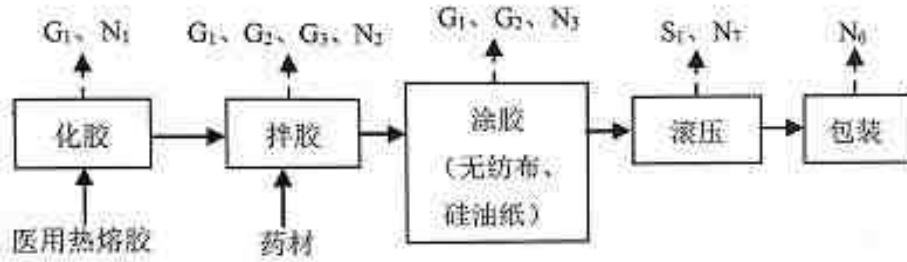 G₁、N₁
G₁、G₂、G₃、N₂
G₁、G₂、N₃
S₁、N₇
N₆
化胶
拌胶
涂胶
（无纺布、
硅油纸）
滚压
包装
医用热熔胶
药材